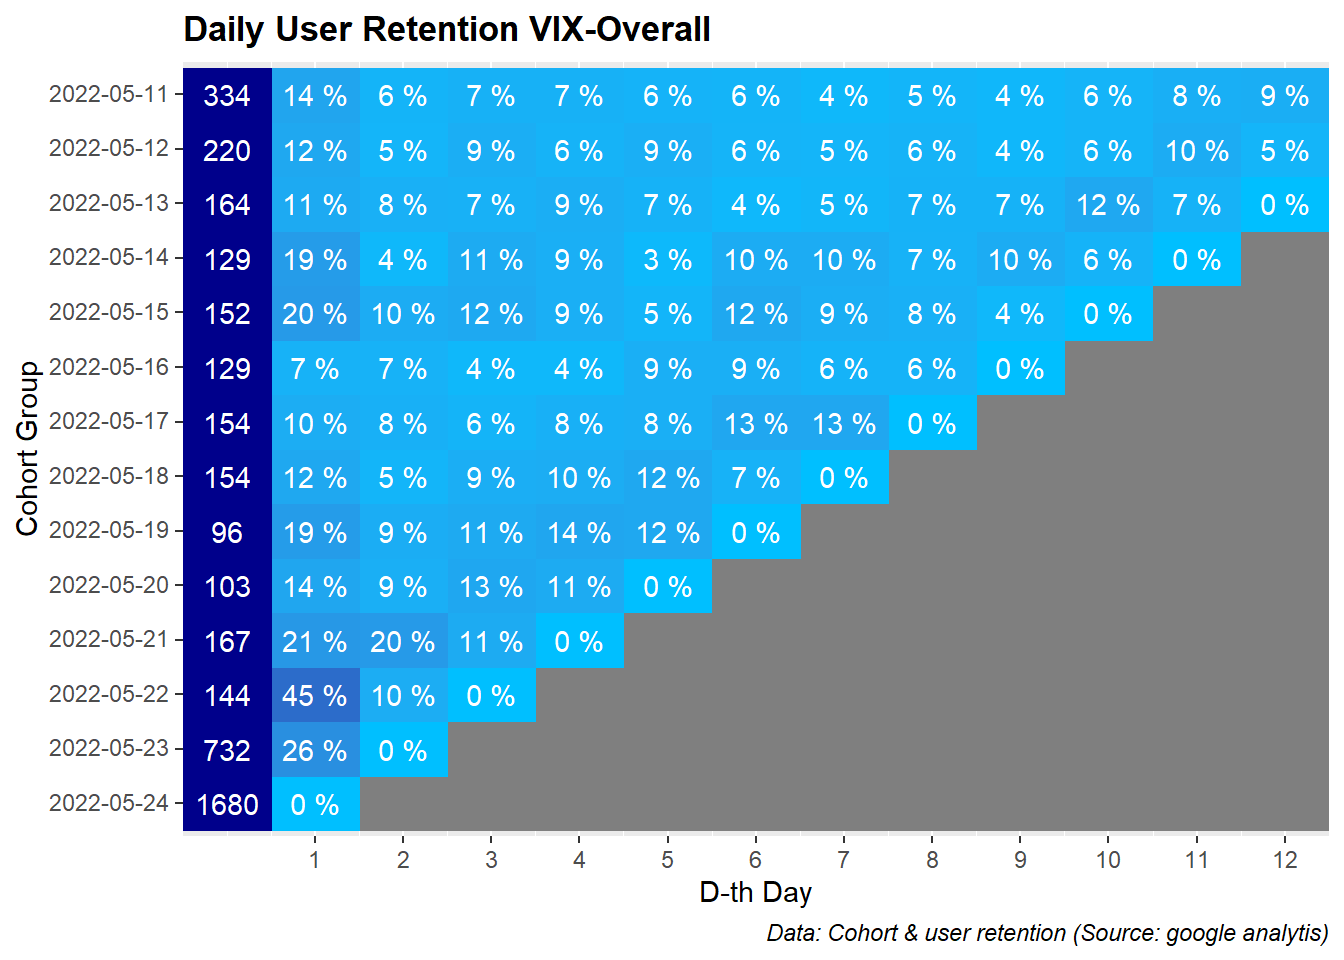 Daily User Retention VIX-Overall
Cohort Group
2022-05-11 334 14 % 6 % 7 % 7 % 6 % 6 % 4 % 5 % 4 % 6 % 8 % 9 %
2022-05-12 220 12 % 5 % 9 % 6 % 9 % 6 % 5 % 6 % 4 % 6 % 10 % 5 %
2022-05-13 164 11 % 8 % 7 % 9 % 7 % 4 % 5 % 7 % 7 % 12 % 7 % 0 %
2022-05-14 129 19 % 4 % 11 % 9 % 3 % 10 % 10 % 7 % 10 % 6 % 0 %
2022-05-15 152 20 % 10 % 12 % 9 % 5 % 12 % 9 % 8 % 4 % 0 %
2022-05-16 129 7 % 7 % 4 % 4 % 9 % 9 % 6 % 6 % 0 %
2022-05-17 154 10 % 8 % 6 % 8 % 8 % 13 % 13 % 0 %
2022-05-18 154 12 % 5 % 9 % 10 % 12 % 7 % 0 %
2022-05-19 96 19 % 9 % 11 % 14 % 12 % 0 %
2022-05-20 103 14 % 9 % 13 % 11 % 0 %
2022-05-21 167 21 % 20 % 11 % 0 %
2022-05-22 144 45 % 10 % 0 %
2022-05-23 732 26 % 0 %
2022-05-24 1680 0 %
1 2 3 4 5 6 7 8 9 10 11 12
D-th Day
Data: Cohort & user retention (Source: google analytis)